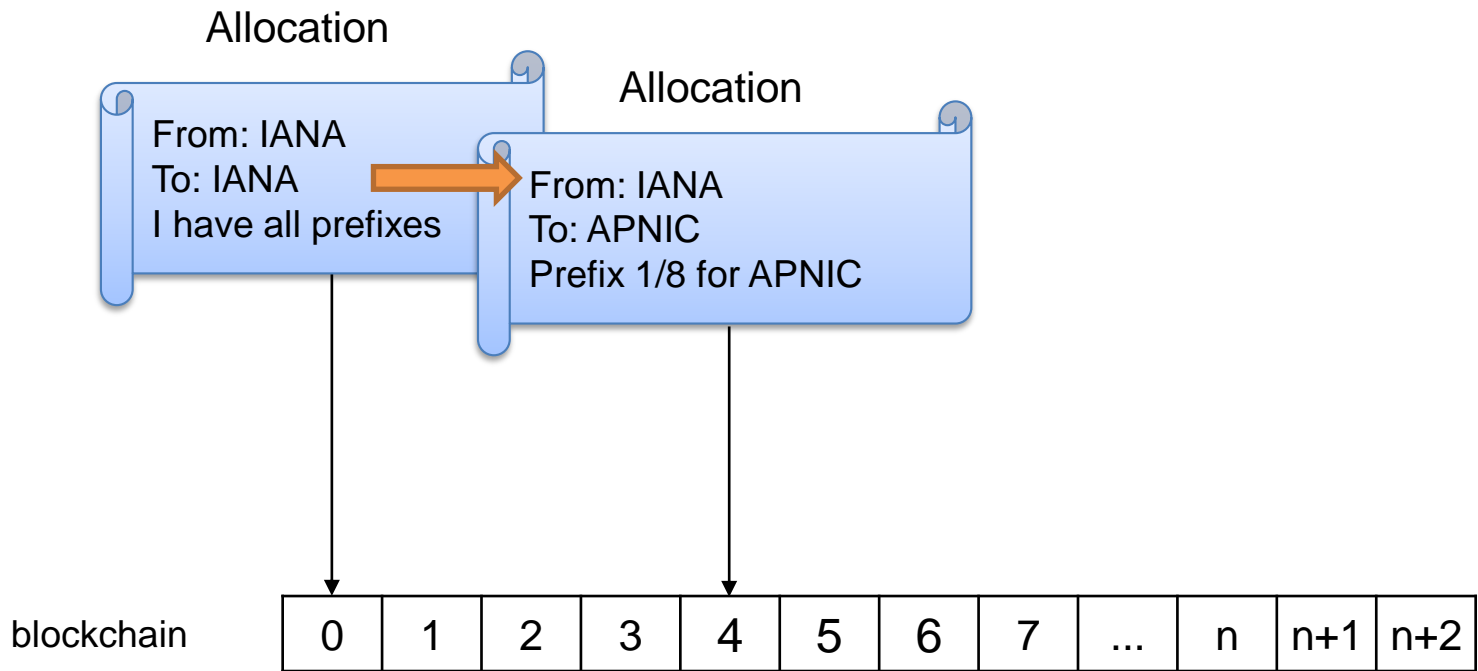 Allocation
From: IANA
To: IANA
I have all prefixes
Allocation
From: IANA
To: APNIC
Prefix 1/8 for APNIC
blockchain 0 1 2 3 4 5 6 7 ... n n+1 n+2